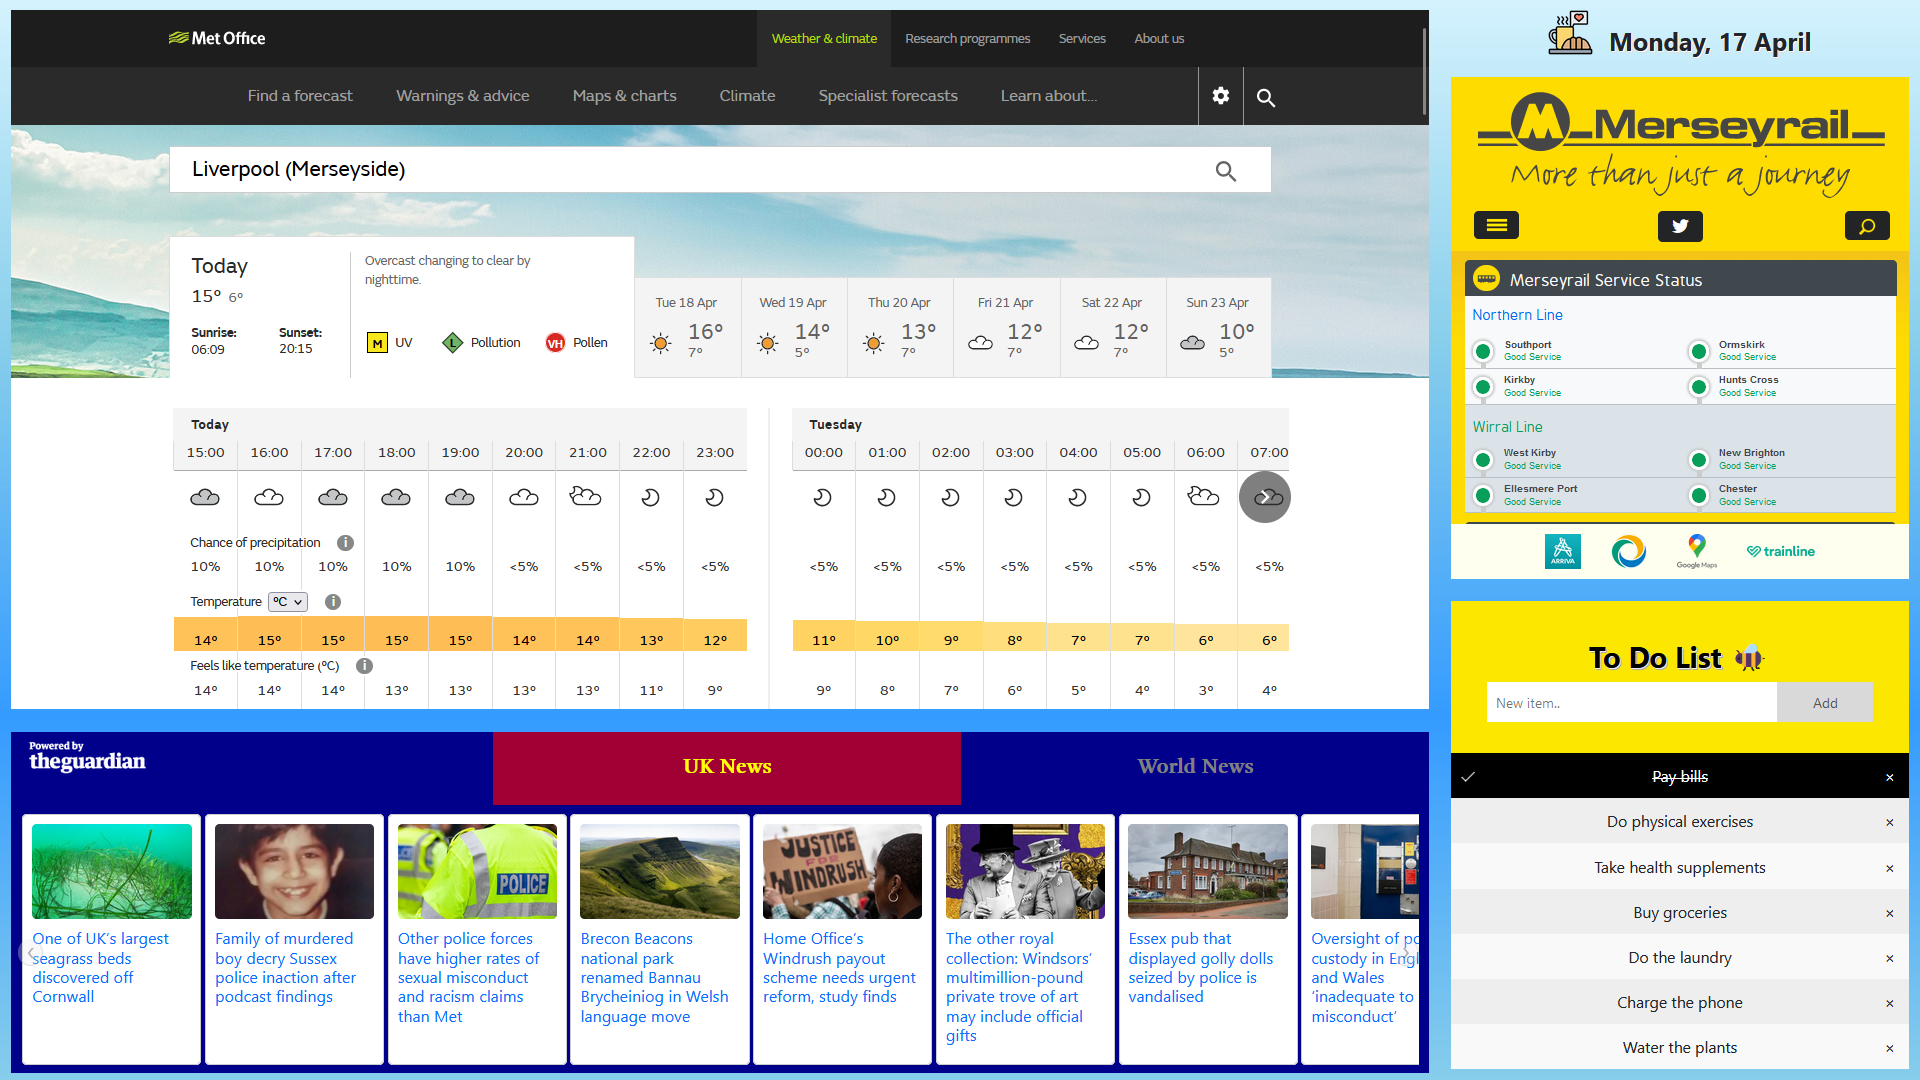 Met Office
Weather & climate
Research programmes
Services
About us
Find a forecast
Warnings & advice
Maps & charts
Climate
Specialist forecasts
Learn about...
Liverpool (Merseyside)
Today
15° 6°
Sunrise:
06:09
Sunset:
20:15
Overcast changing to clear by
nighttime.
M UV
L Pollution
VH Pollen
Tue 18 Apr
16°
7°
Wed 19 Apr
14°
5°
Thu 20 Apr
13°
7°
Fri 21 Apr
12°
7°
Sat 22 Apr
12°
7°
Sun 23 Apr
10°
5°
Today
15:00 16:00 17:00 18:00 19:00 20:00 21:00 22:00 23:00
Tuesday
00:00 01:00 02:00 03:00 04:00 05:00 06:00 07:00
Chance of precipitation i
10% 10% 10% 10% 10% <5% <5% <5% <5% <5% <5% <5% <5% <5% <5% <5% <5%
Temperature °C i
14° 15° 15° 15° 15° 14° 14° 13° 12° 11° 10° 9° 8° 7° 7° 6° 6°
Feels like temperature (°C) i
14° 14° 14° 13° 13° 13° 13° 11° 9° 9° 8° 7° 6° 5° 4° 3° 4°
Powered by
theguardian
UK News
World News
One of UK’s largest
seagrass beds
discovered off
Cornwall
Family of murdered
boy decry Sussex
police inaction after
podcast findings
POLICE
Other police forces
have higher rates of
sexual misconduct
and racism claims
than Met
Brecon Beacons
national park
renamed Bannau
Brycheiniog in Welsh
language move
JUSTICE
FOR
WINDRUSH
Home Office’s
Windrush payout
scheme needs urgent
reform, study finds
The other royal
collection: Windsors’
multimillion-pound
private trove of art
may include official
gifts
Essex pub that
displayed golly dolls
seized by police is
vandalised
Oversight of po
custody in Engl
and Wales
‘inadequate to
misconduct’
Monday, 17 April
Merseyrail
More than just a journey
Merseyrail Service Status
Northern Line
Southport
Good Service
Ormskirk
Good Service
Kirkby
Good Service
Hunts Cross
Good Service
Wirral Line
West Kirby
Good Service
New Brighton
Good Service
Ellesmere Port
Good Service
Chester
Good Service
ARRIVA
Google Maps
trainline
To Do List
New item..
Add
Pay bills ×
Do physical exercises ×
Take health supplements ×
Buy groceries ×
Do the laundry ×
Charge the phone ×
Water the plants ×